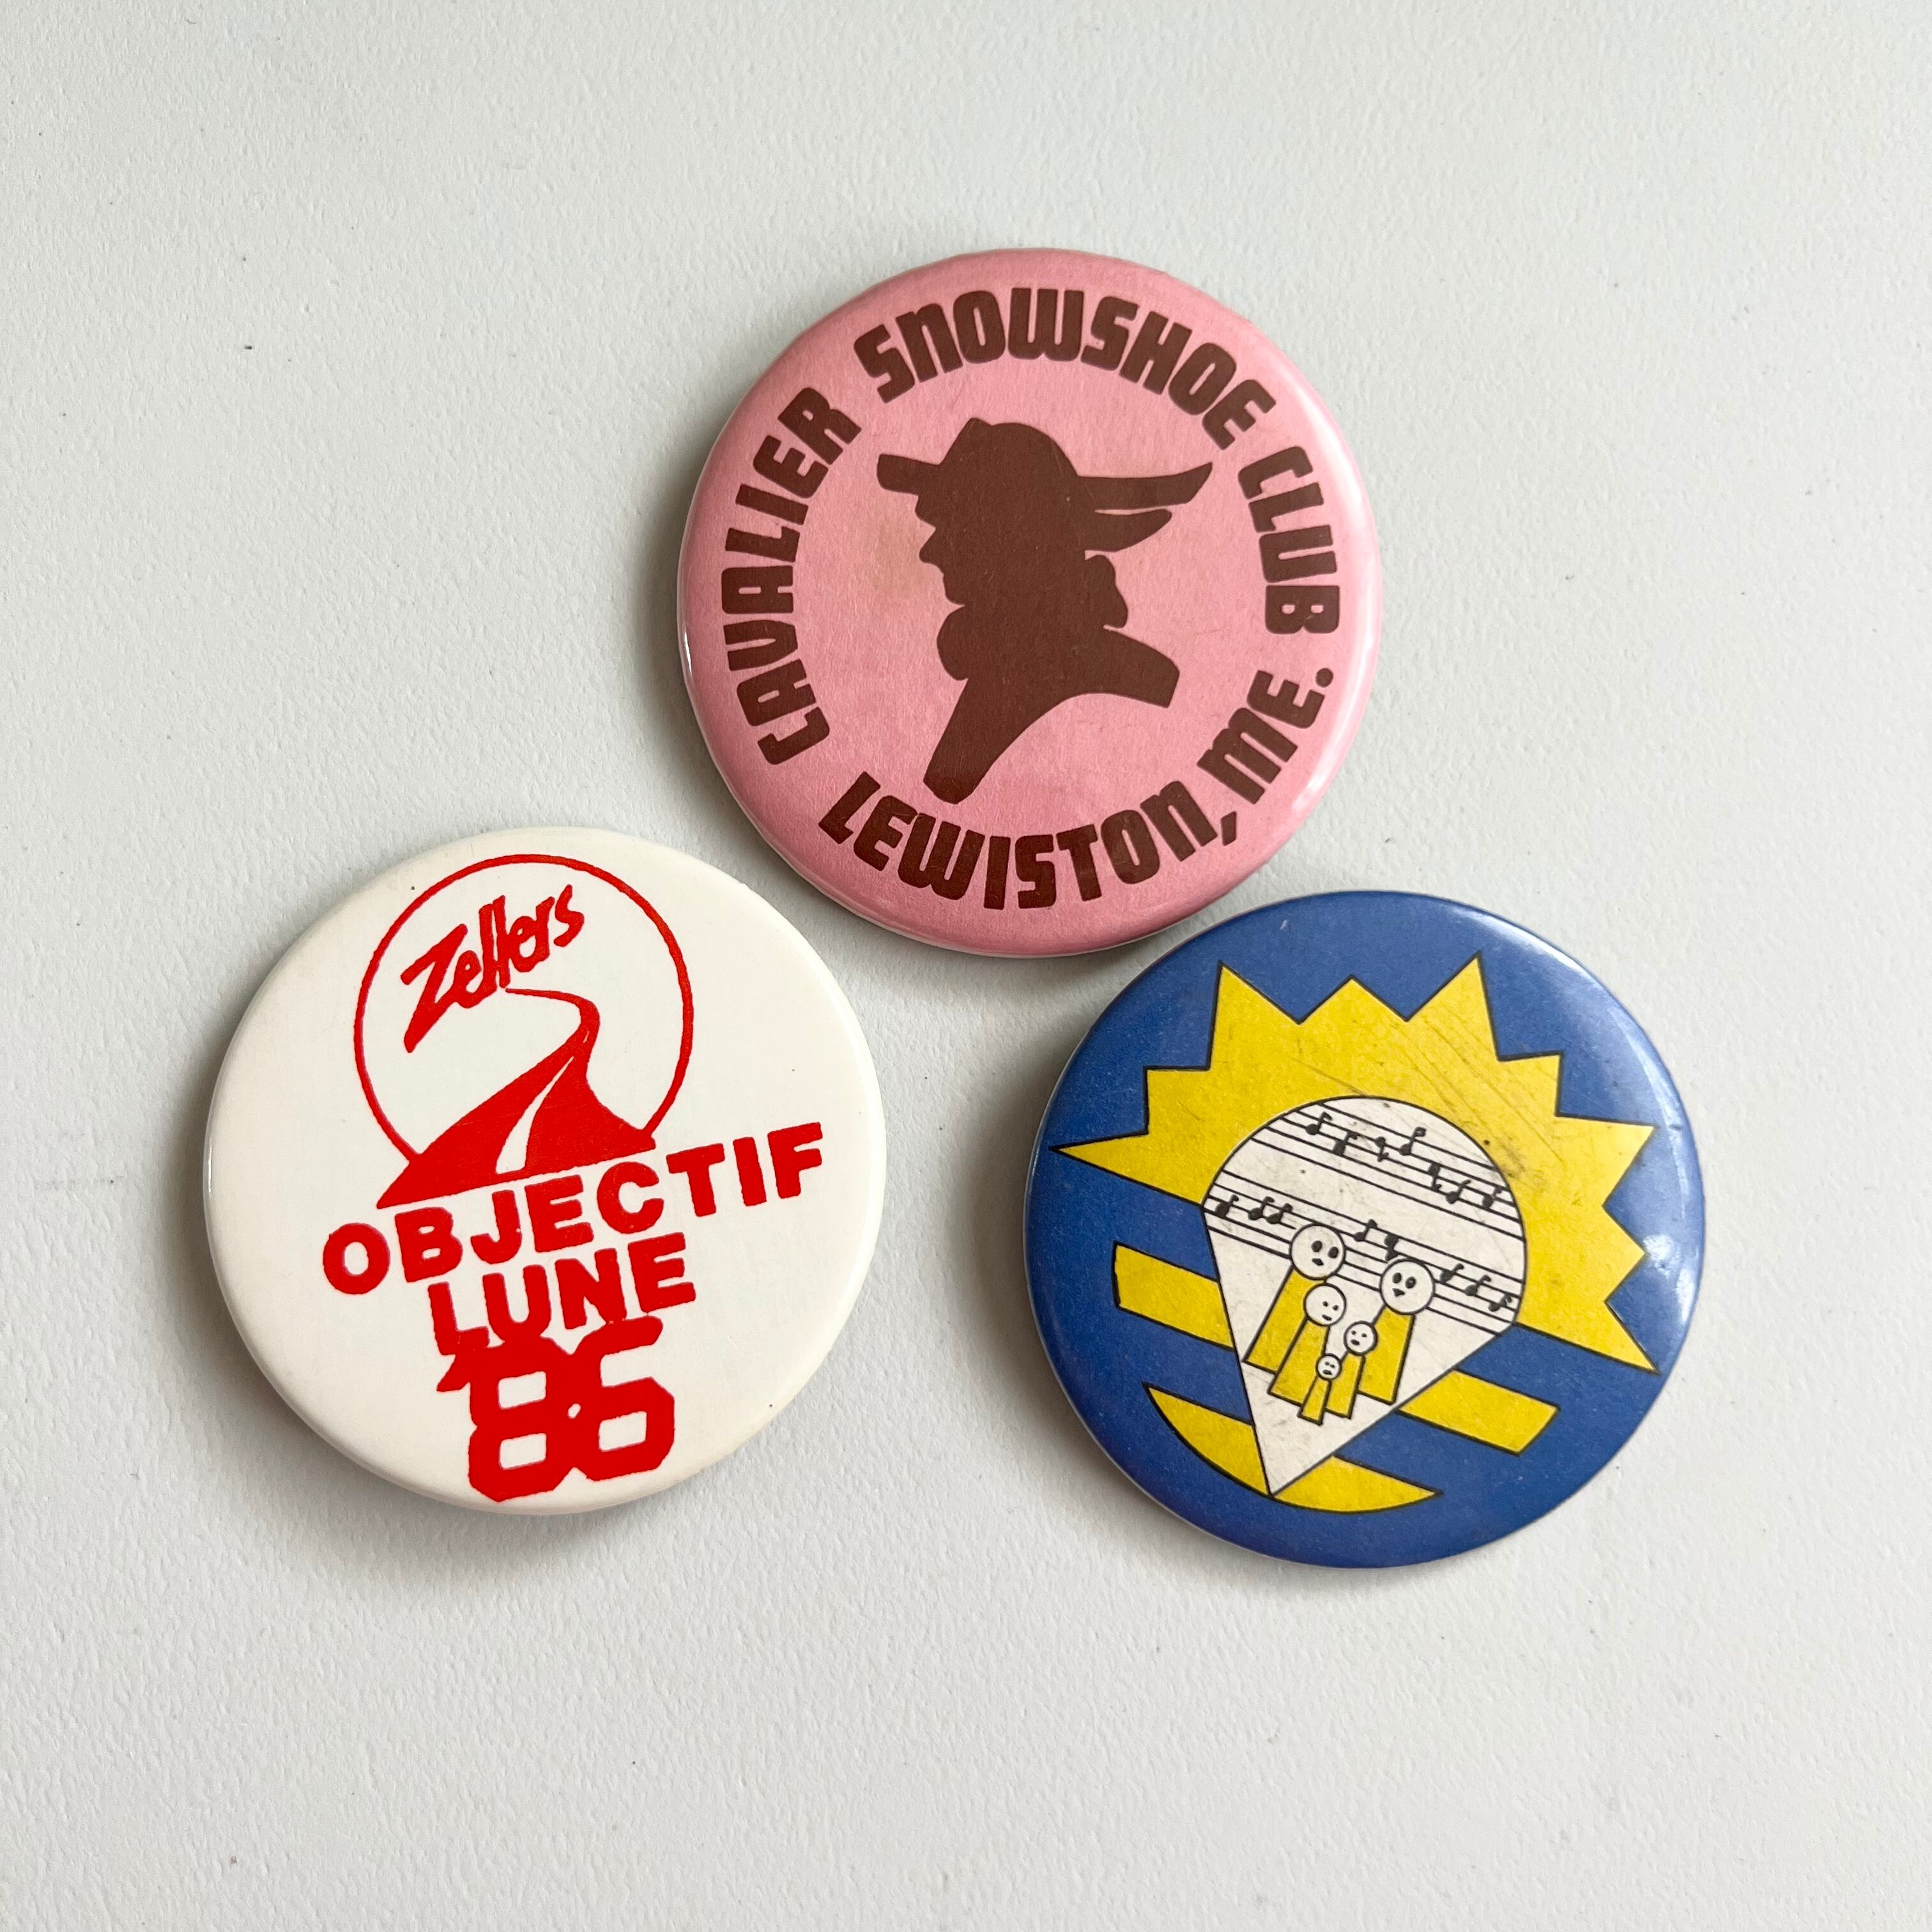 CAVALIER SNOWSHOE CLUB
LEWISTON, ME.
Zellers
OBJECTIF
LUNE
'86